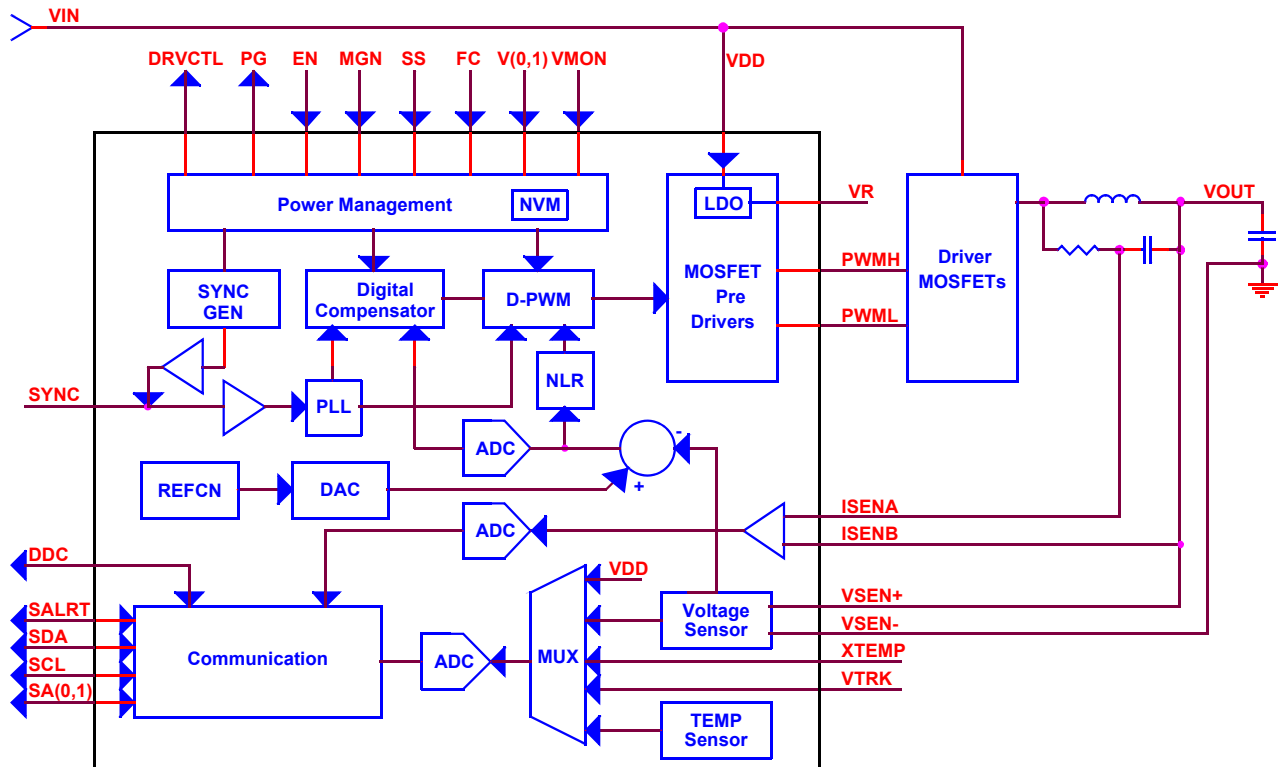 VIN
DRVCTL PG EN MGN SS FC V(0,1) VMON
VDD
Power Management
NVM
LDO
VR
VOUT
SYNC
GEN
Digital
Compensator
D-PWM
MOSFET
Pre
Drivers
PWMH
PWML
Driver
MOSFETs
SYNC
PLL
NLR
ADC
-
+
REFCN
DAC
ADC
ISENA
ISENB
DDC
SALRT
SDA
SCL
SA(0,1)
Communication
ADC
MUX
VDD
Voltage
Sensor
VSEN+
VSEN-
XTEMP
VTRK
TEMP
Sensor